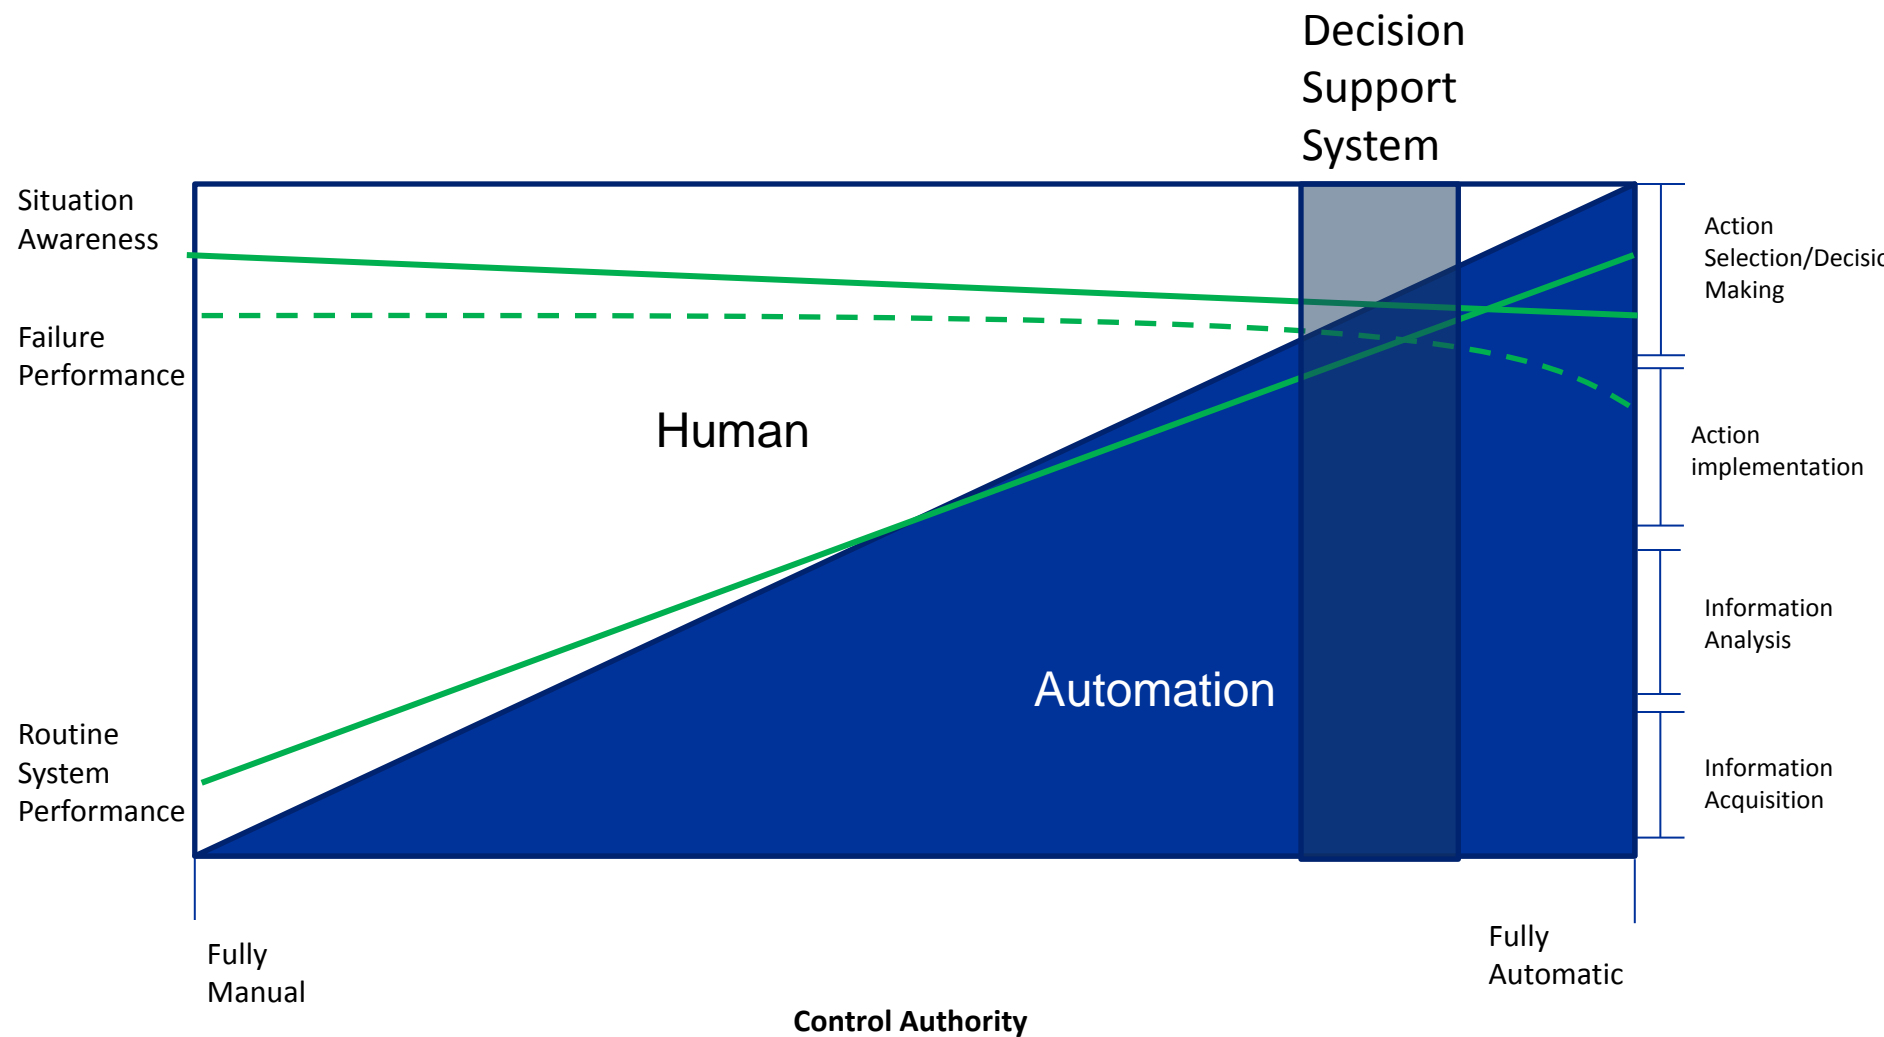 Decision
Support
System
Situation
Awareness
Failure
Performance
Routine
System
Performance
Human
Automation
Action
Selection/Decisio
Making
Action
implementation
Information
Analysis
Information
Acquisition
Fully
Manual
Fully
Automatic
Control Authority